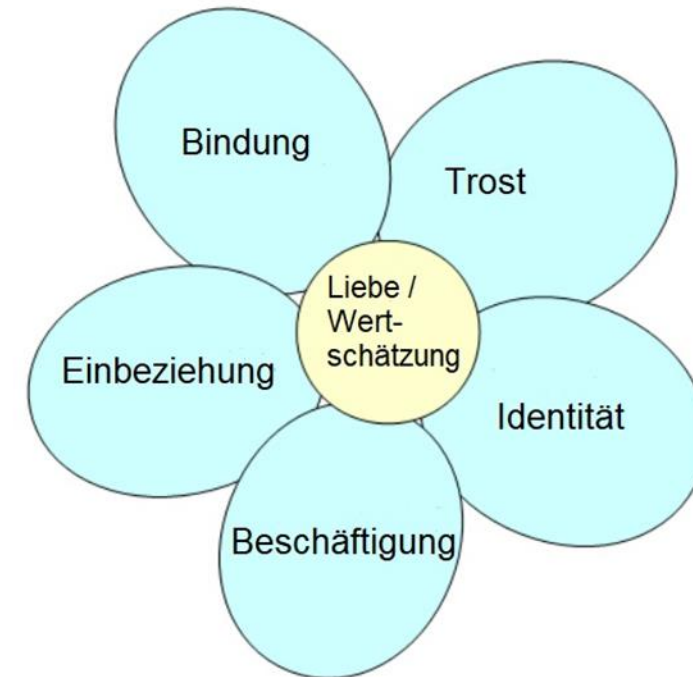 Bindung
Trost
Liebe /
Wert-
schätzung
Einbeziehung
Identität
Beschäftigung